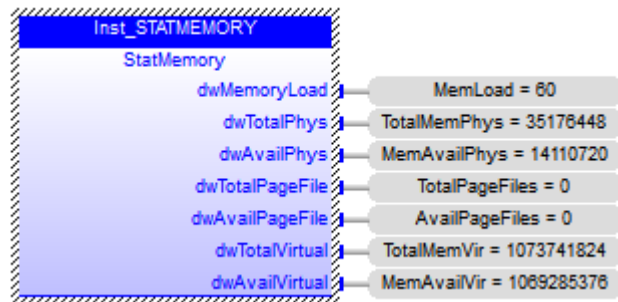 Inst_STATMEMORY
StatMemory
dwMemoryLoad MemLoad = 60
dwTotalPhys TotalMemPhys = 35176448
dwAvailPhys MemAvailPhys = 14110720
dwTotalPageFile TotalPageFiles = 0
dwAvailPageFile AvailPageFiles = 0
dwTotalVirtual TotalMemVir = 1073741824
dwAvailVirtual MemAvailVir = 1069285376